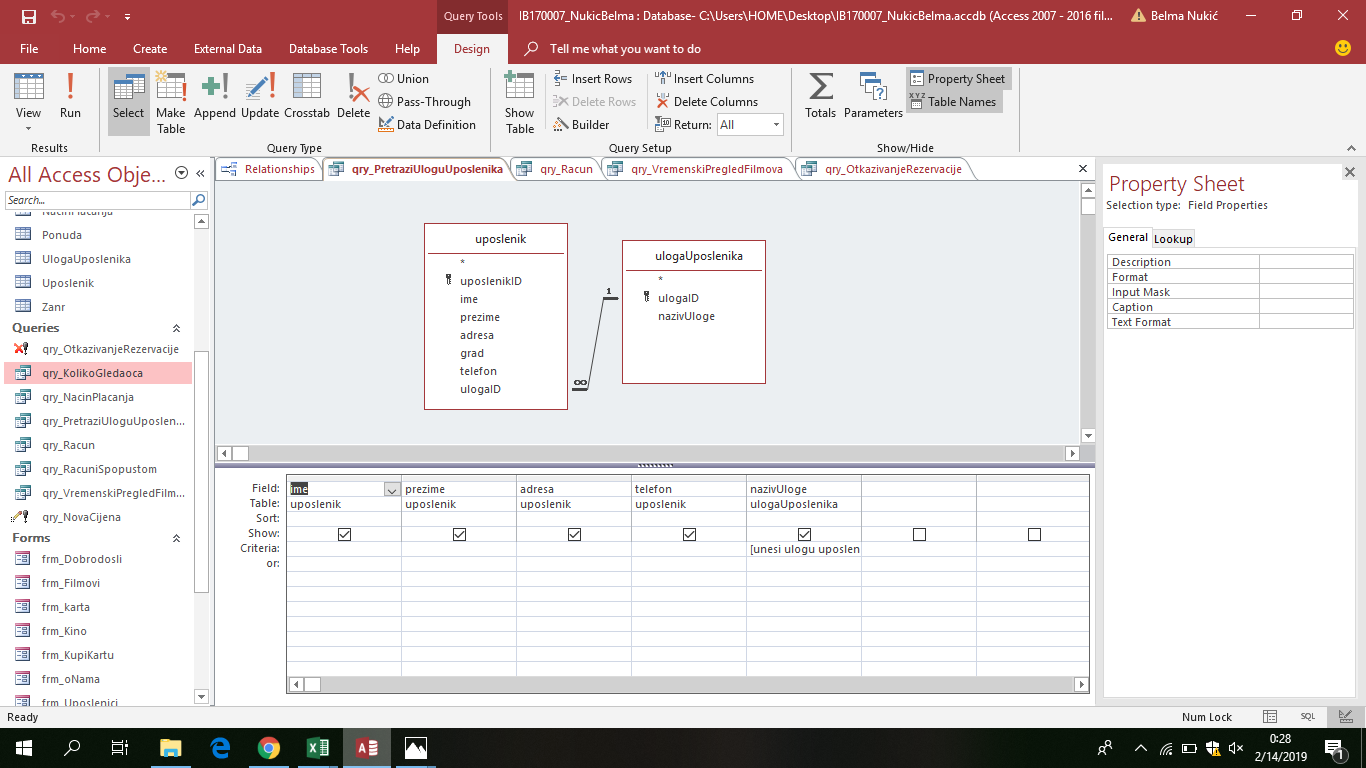 Query Tools
IB170007_NukicBelma : Database- C:\Users\HOME\Desktop\IB170007_NukicBelma.accdb (Access 2007 - 2016 fil...
Belma Nukić
File Home Create External Data Database Tools Help Design Tell me what you want to do
View
Run
Select
Make Table
Append
Update
Crosstab
Delete
Union
Pass-Through
Data Definition
Show Table
Insert Rows
Delete Rows
Builder
Insert Columns
Delete Columns
Return: All
Totals
Parameters
Property Sheet
Table Names
Results
Query Type
Query Setup
Show/Hide
All Access Obje...
Search...
NacinPlacanja
Ponuda
UlogaUposlenika
Uposlenik
Zanr
Queries
qry_OtkazivanjeRezervacije
qry_KolikoGledaoca
qry_NacinPlacanja
qry_PretraziUloguUposlen...
qry_Racun
qry_RacuniSpopustom
qry_VremenskiPregledFilm...
qry_NovaCijena
Forms
frm_Dobrodosli
frm_Filmovi
frm_karta
frm_Kino
frm_KupiKartu
frm_oNama
frm_Uposlenici
Relationships
qry_PretraziUloguUposlenika
qry_Racun
qry_VremenskiPregledFilmova
qry_OtkazivanjeRezervacije
uposlenik
*
uposlenikID
ime
prezime
adresa
grad
telefon
ulogaID
1
∞
ulogaUposlenika
*
ulogaID
nazivUloge
Field: ime prezime adresa telefon nazivUloge
Table: uposlenik uposlenik uposlenik uposlenik ulogaUposlenika
Sort:
Show:
Criteria: [unesi ulogu uposlen
or:
Property Sheet
Selection type: Field Properties
General Lookup
Description
Format
Input Mask
Caption
Text Format
Ready
Num Lock
SQL
0:28
2/14/2019
1